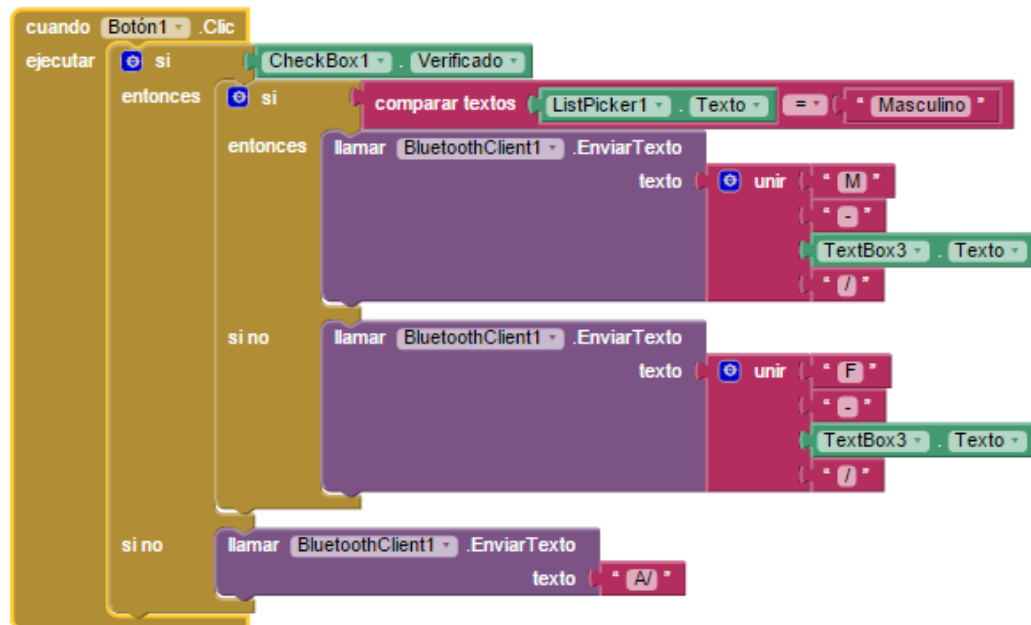 cuando Botón1 .Clic
ejecutar si CheckBox1 . Verificado
entonces si comparar textos ListPicker1 . Texto = " Masculino "
entonces llamar BluetoothClient1 .EnviarTexto
texto unir " M "
" - "
TextBox3 . Texto
" / "
si no llamar BluetoothClient1 .EnviarTexto
texto unir " F "
" - "
TextBox3 . Texto
" / "
si no llamar BluetoothClient1 .EnviarTexto
texto " A/ "